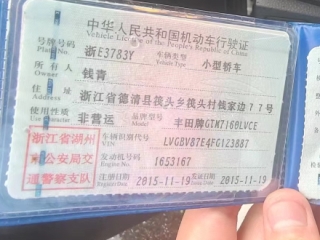 中华人民共和国机动车行驶证
Vehicle License of the People's Republic of China
号牌号码 浙E3783Y 车辆类型 小型轿车
Plate No. Vehicle Type
所有人 钱青
Owner
住址 浙江省德清县筏头乡筏头村钱家边77号
Address
使用性质 非营运 品牌型号 丰田牌GTM7160LVCE
Use Character Model
浙江省湖州 车辆识别代号 LVGBV87E4FG123887
VIN
市公安局交 发动机号码 1653167
Engine No.
通警察支队 注册日期 2015-11-19 发证日期 2015-11-19
Register Date Issue Date